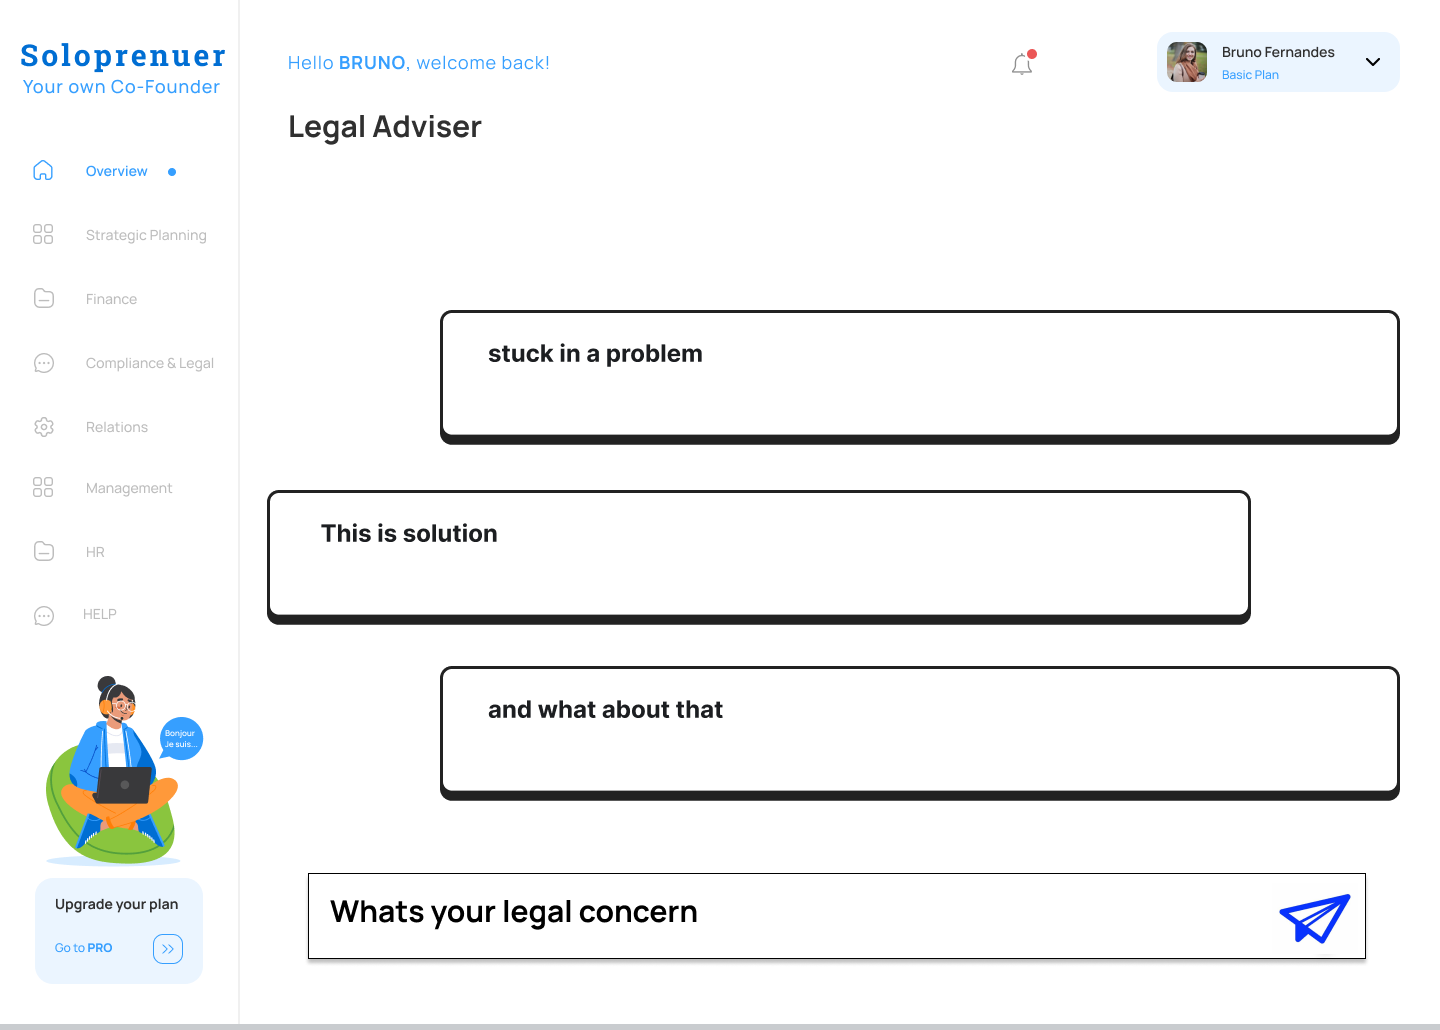 Soloprenuer
Your own Co-Founder
Hello BRUNO, welcome back!
Bruno Fernandes
Basic Plan
Legal Adviser
Overview
Strategic Planning
Finance
Compliance & Legal
Relations
Management
HR
HELP
stuck in a problem
This is solution
and what about that
Whats your legal concern
Bonjour
Je suis...
Upgrade your plan
Go to PRO